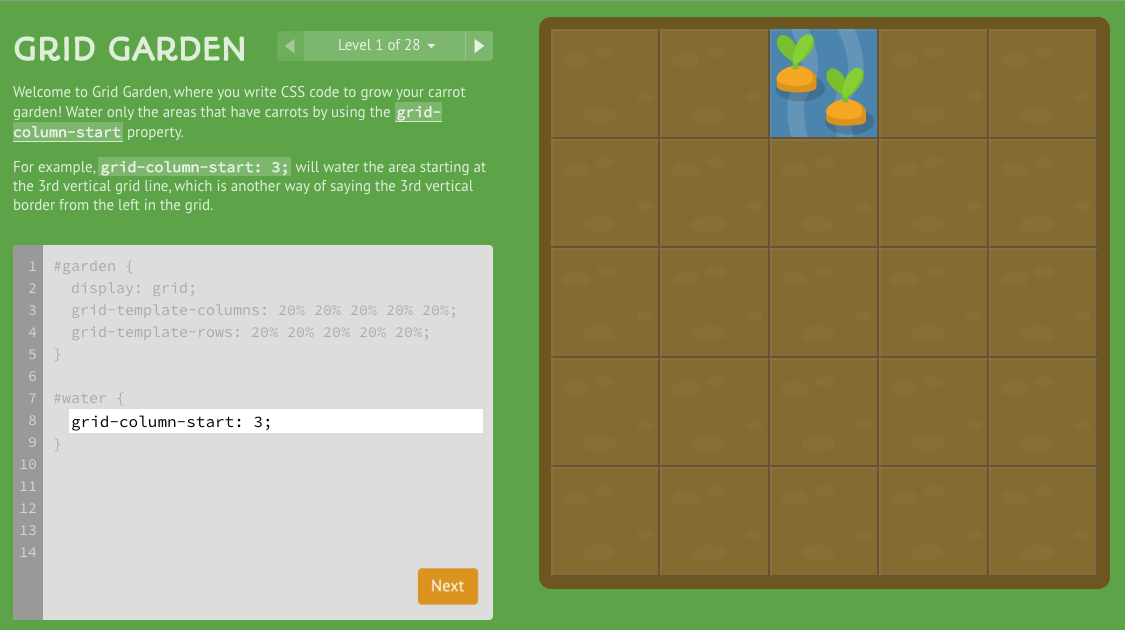 GRID GARDEN
Level 1 of 28
Welcome to Grid Garden, where you write CSS code to grow your carrot
garden! Water only the areas that have carrots by using the grid-
column-start property.
For example, grid-column-start: 3; will water the area starting at
the 3rd vertical grid line, which is another way of saying the 3rd vertical
border from the left in the grid.
1 #garden {
2 display: grid;
3 grid-template-columns: 20% 20% 20% 20% 20%;
4 grid-template-rows: 20% 20% 20% 20% 20%;
5 }
6
7 #water {
8 grid-column-start: 3;
9 }
10
11
12
13
14
Next